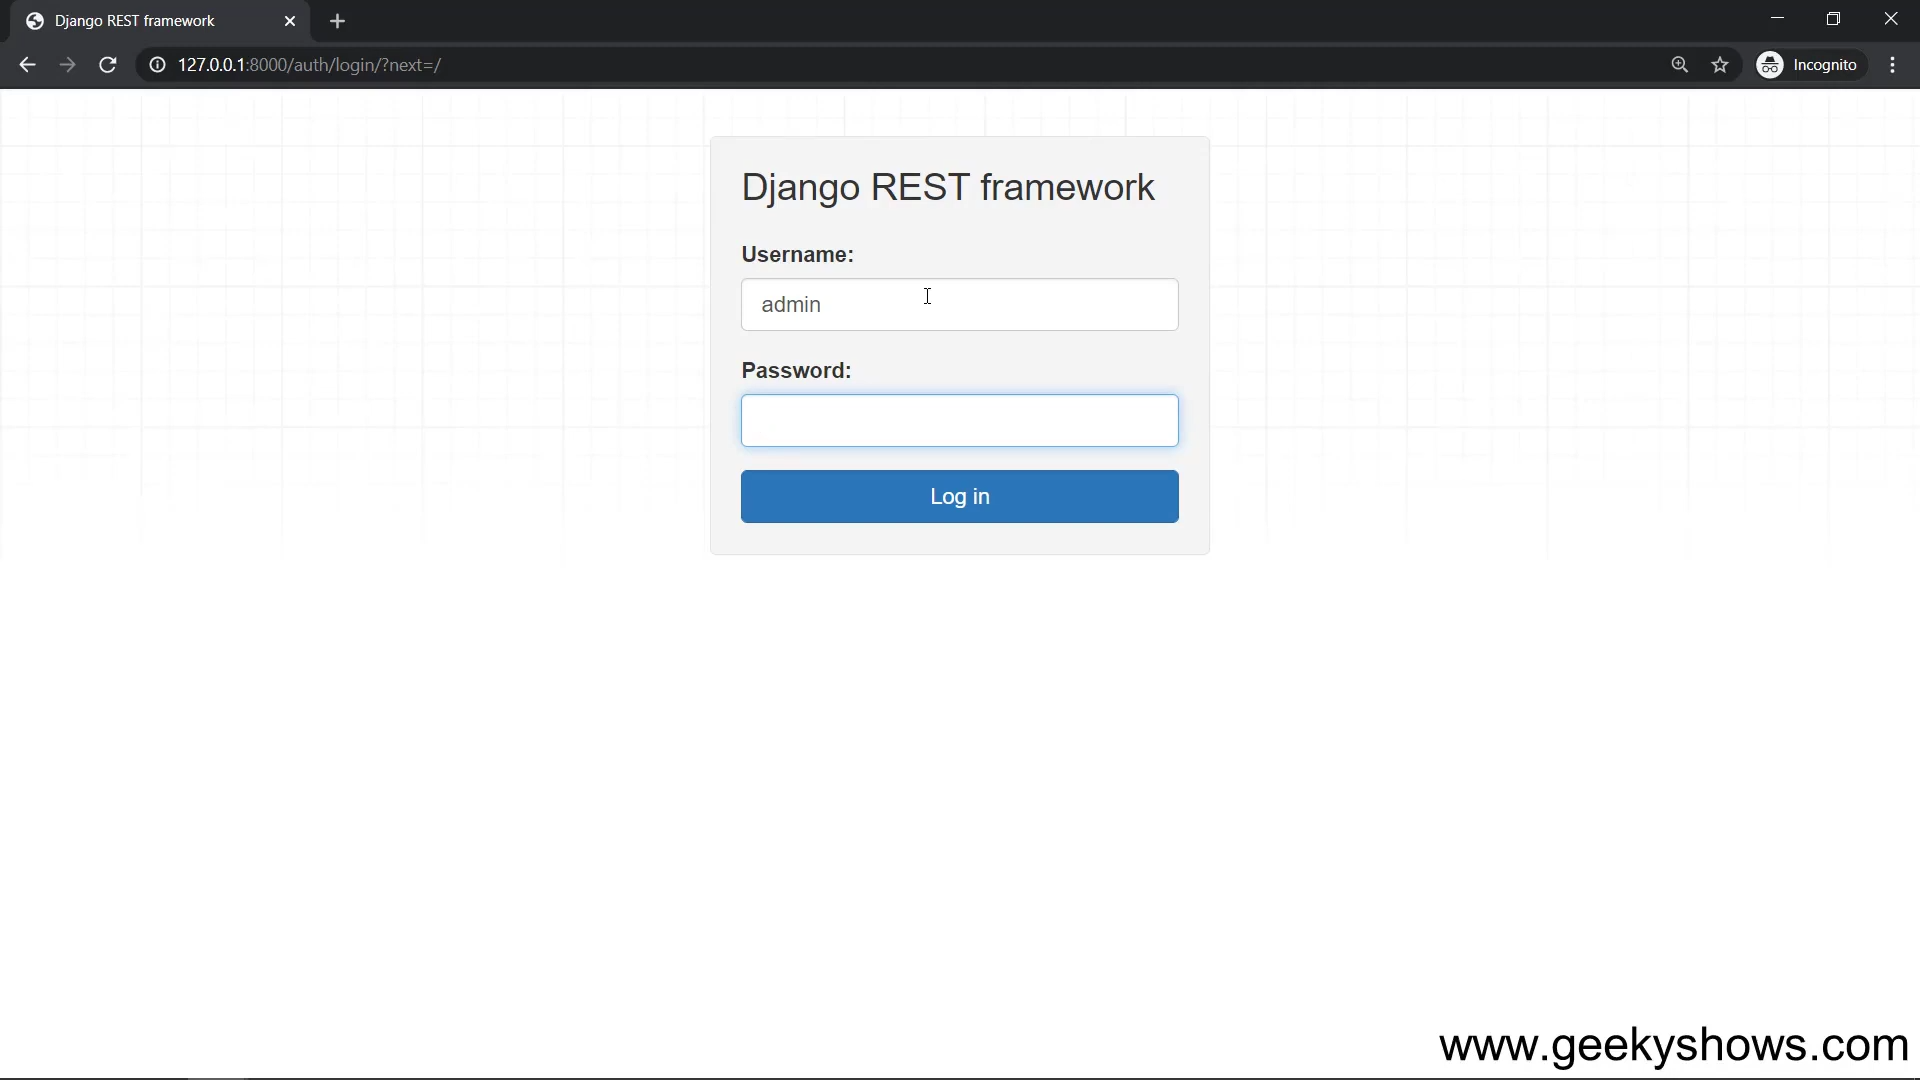 Django REST framework
127.0.0.1:8000/auth/login/?next=/
Incognito
Django REST framework
Username:
admin
Password:
Log in
www.geekyshows.com